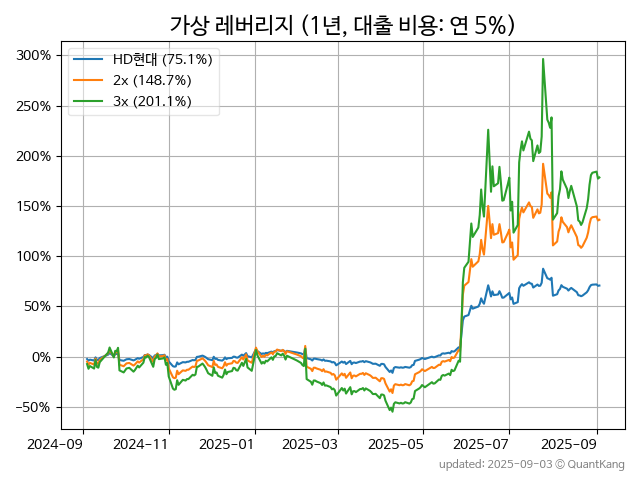 가상 레버리지 (1년, 대출 비용: 연 5%)
HD현대 (75.1%)
2x (148.7%)
3x (201.1%)
300%
250%
200%
150%
100%
50%
0%
−50%
2024-09 2024-11 2025-01 2025-03 2025-05 2025-07 2025-09
updated: 2025-09-03 © QuantKang